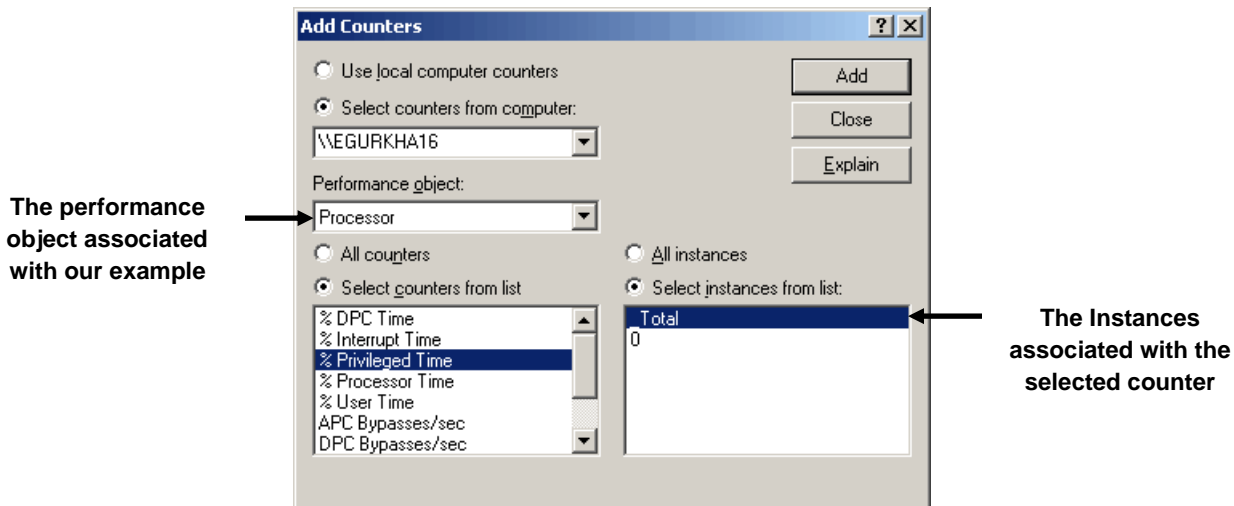 Add Counters
Use local computer counters
Select counters from computer:
\\EGURKHA16
Performance object:
Processor
All counters
Select counters from list
% DPC Time
% Interrupt Time
% Privileged Time
% Processor Time
% User Time
APC Bypasses/sec
DPC Bypasses/sec
All instances
Select instances from list:
_Total
0
Add
Close
Explain
The performance
object associated
with our example
The Instances
associated with the
selected counter